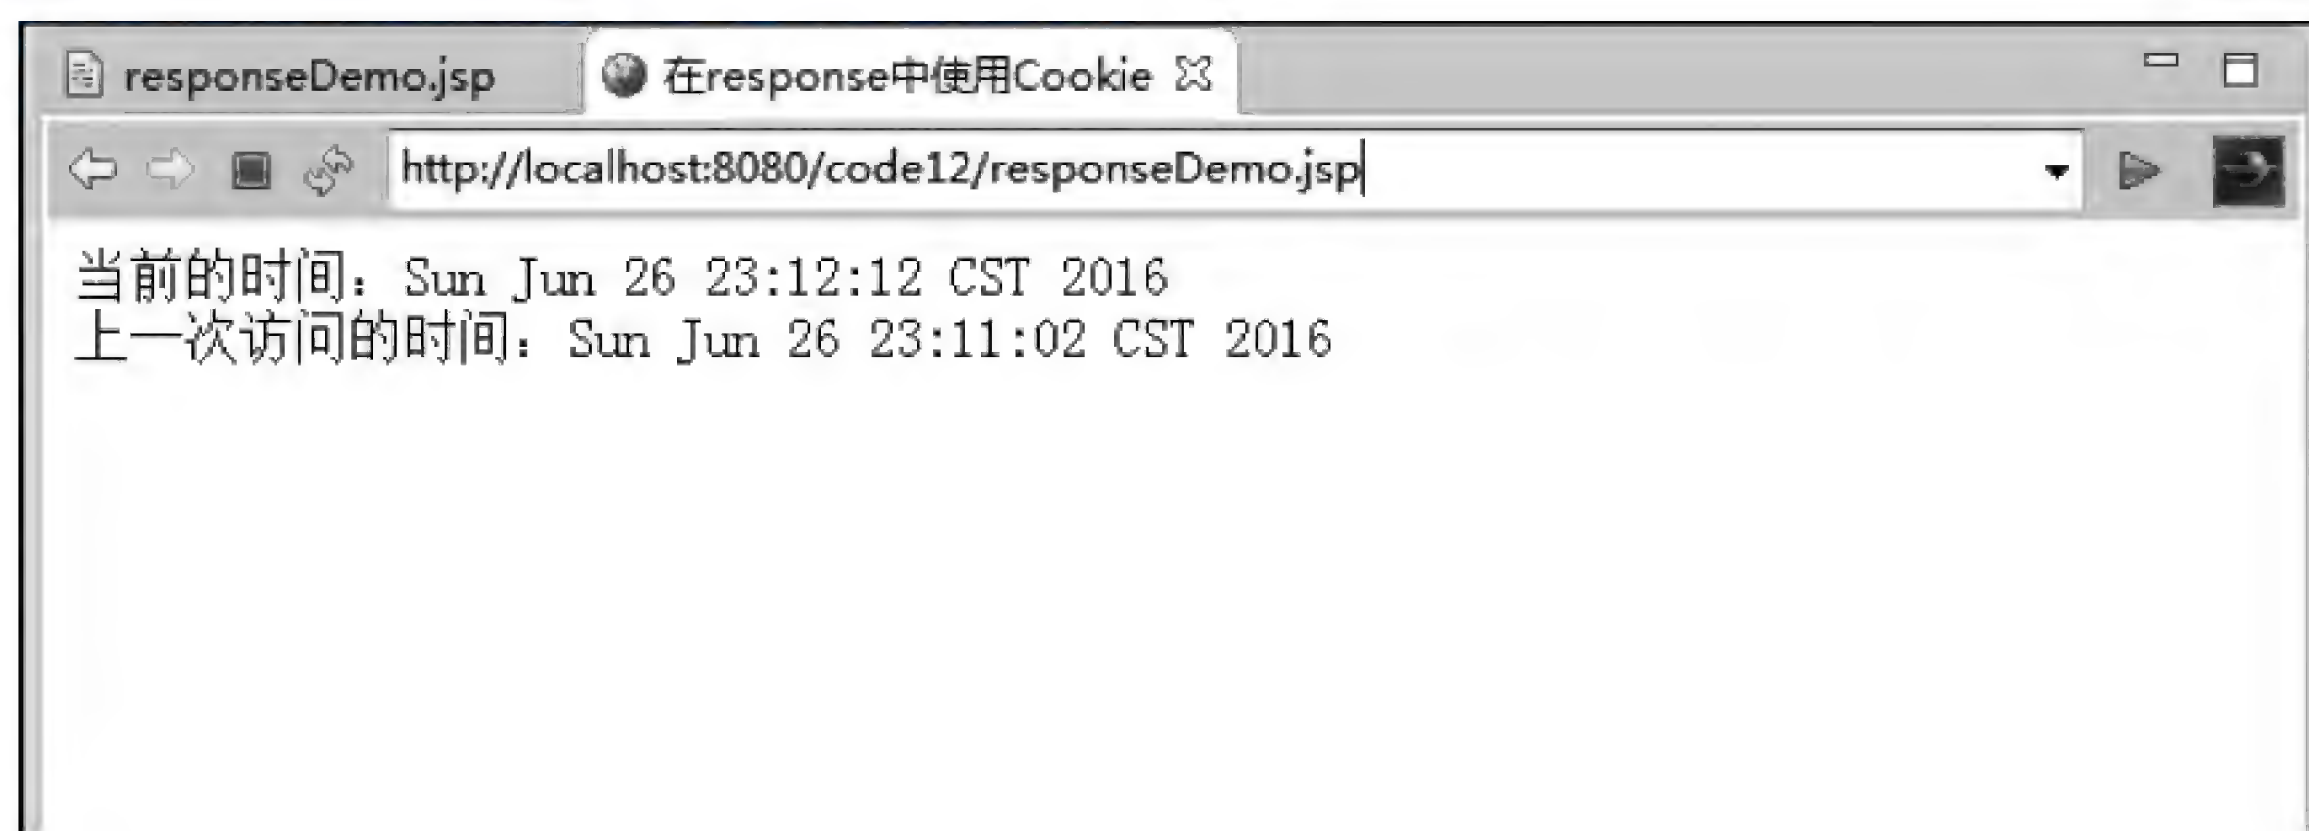 responseDemo.jsp
在response中使用Cookie
http://localhost:8080/code12/responseDemo.jsp
当前的时间：Sun Jun 26 23:12:12 CST 2016
上一次访问的时间：Sun Jun 26 23:11:02 CST 2016